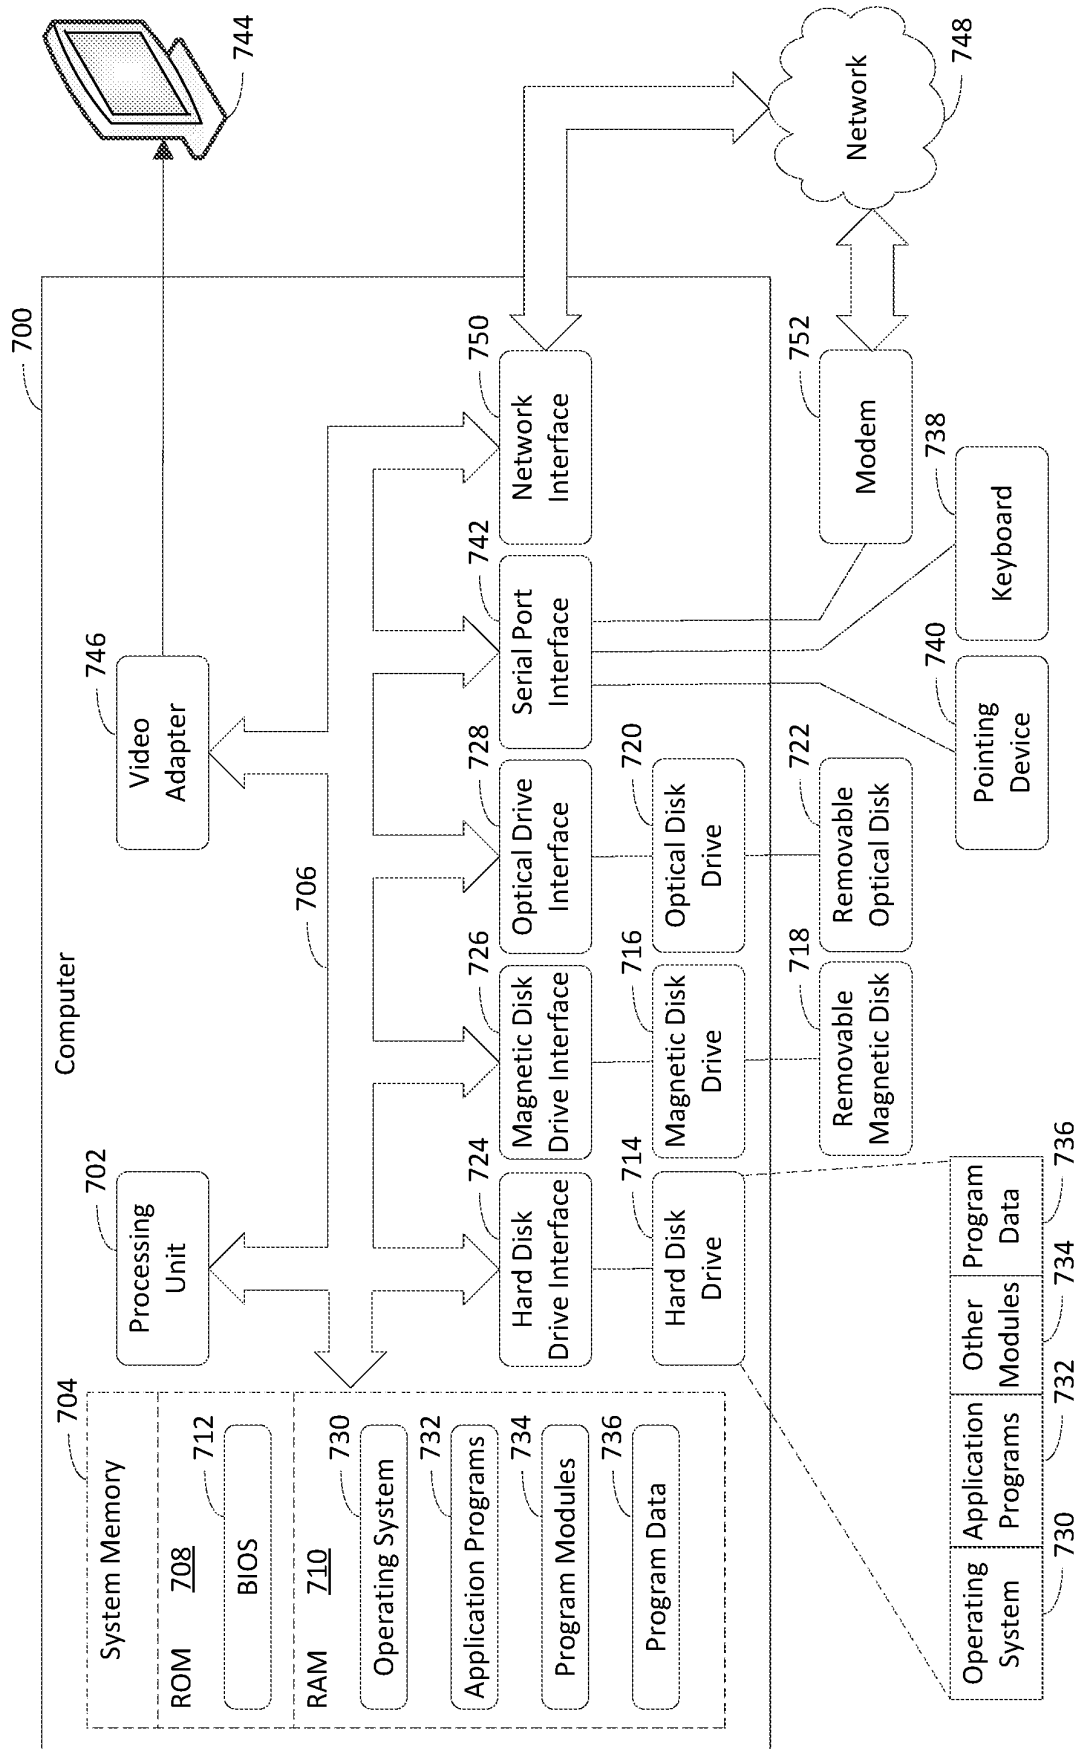 700
Computer
702
Processing
Unit
746
Video
Adapter
744
706
704
System Memory
ROM 708
712
BIOS
RAM 710
730
Operating System
732
Application Programs
734
Program Modules
736
Program Data
724
Hard Disk
Drive Interface
726
Magnetic Disk
Drive Interface
728
Optical Drive
Interface
742
Serial Port
Interface
750
Network
Interface
714
Hard Disk
Drive
716
Magnetic Disk
Drive
720
Optical Disk
Drive
718
Removable
Magnetic Disk
722
Removable
Optical Disk
752
Modem
Network
748
740
Pointing
Device
738
Keyboard
Operating
System
Application
Programs
Other
Modules
Program
Data
730
732
734
736